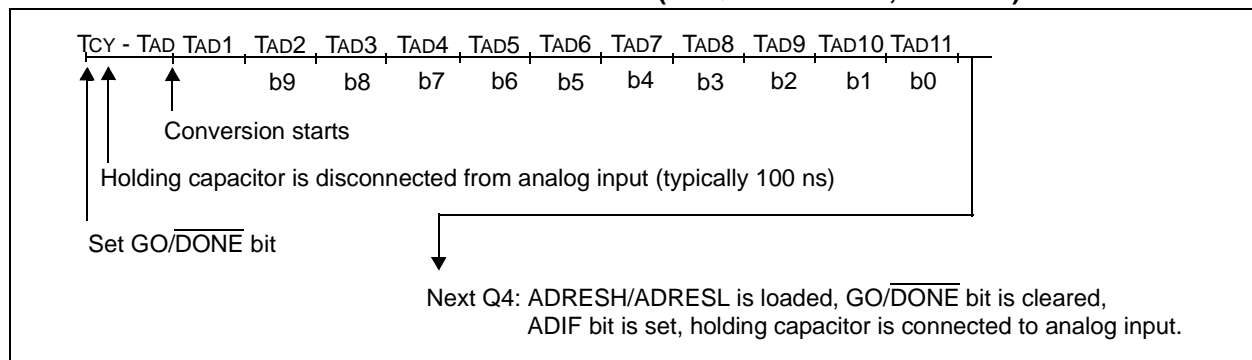 TCY - TAD TAD1 TAD2 TAD3 TAD4 TAD5 TAD6 TAD7 TAD8 TAD9 TAD10 TAD11
b9 b8 b7 b6 b5 b4 b3 b2 b1 b0
Conversion starts
Holding capacitor is disconnected from analog input (typically 100 ns)
Set GO/DONE bit
Next Q4: ADRESH/ADRESL is loaded, GO/DONE bit is cleared,
ADIF bit is set, holding capacitor is connected to analog input.